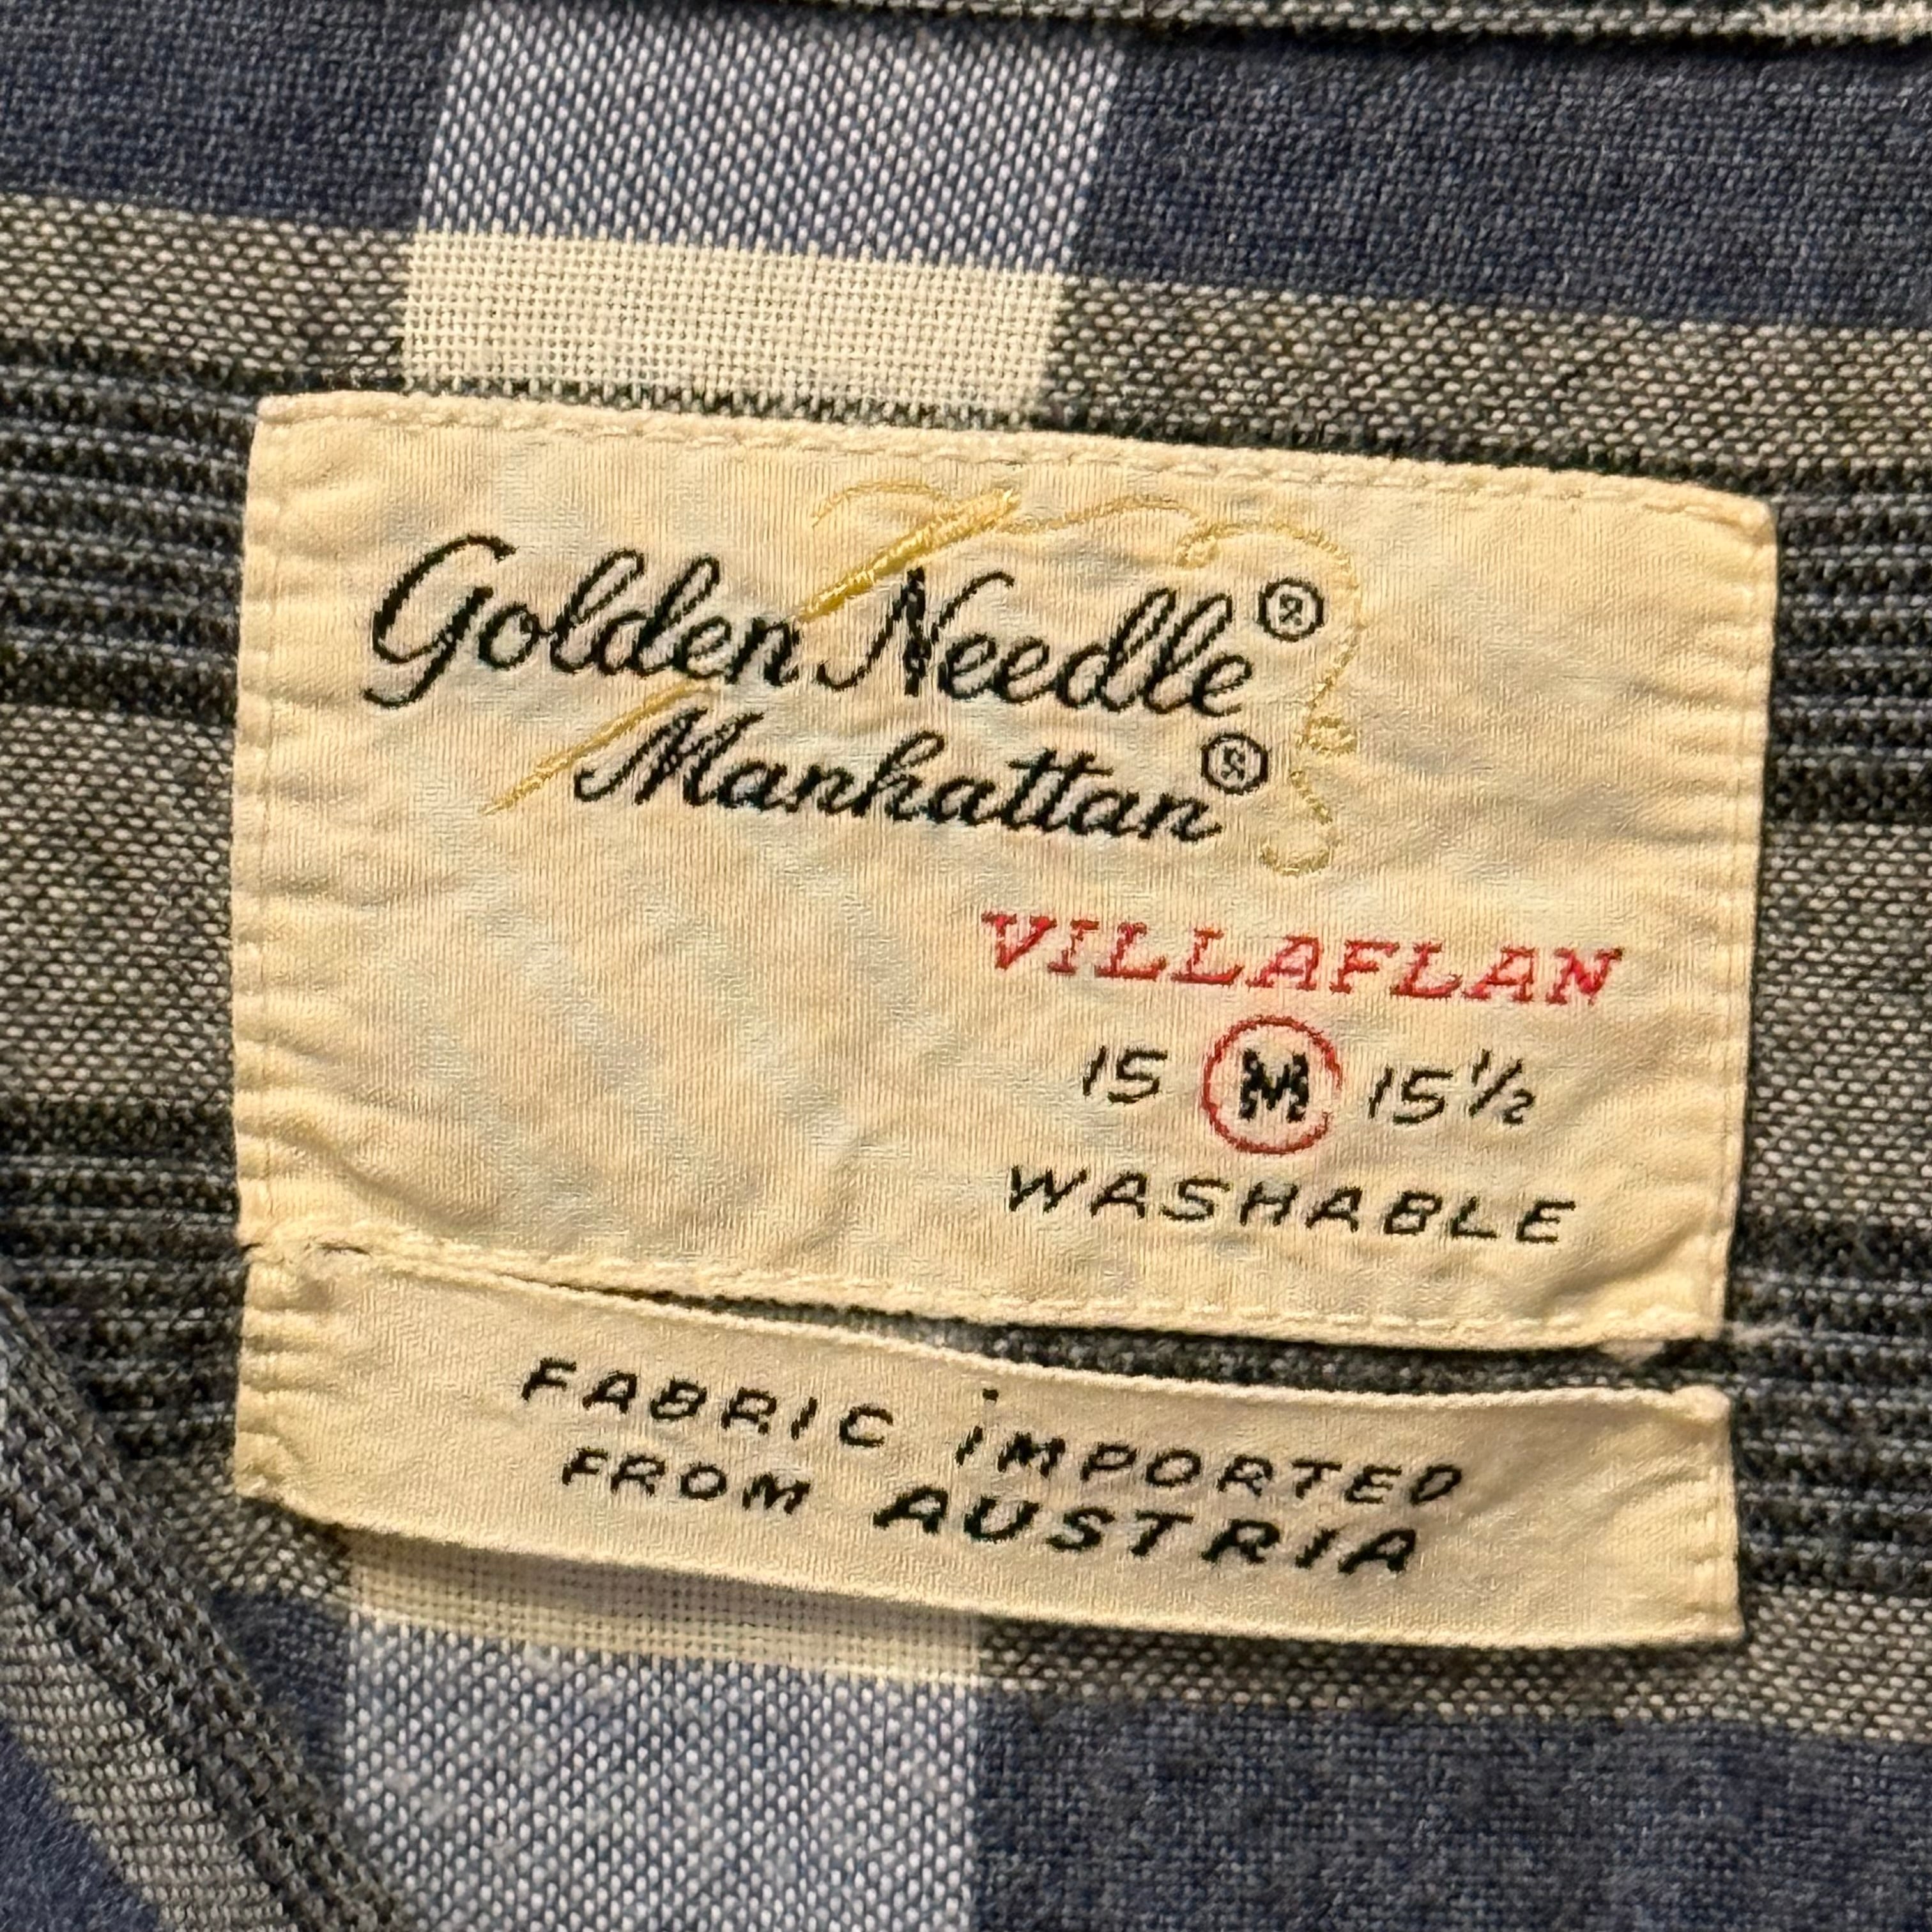 Golden Needle®
Manhattan®
VILLAFLAN
15 M 15½
WASHABLE
FABRIC iMPORTED
FROM AUSTRIA